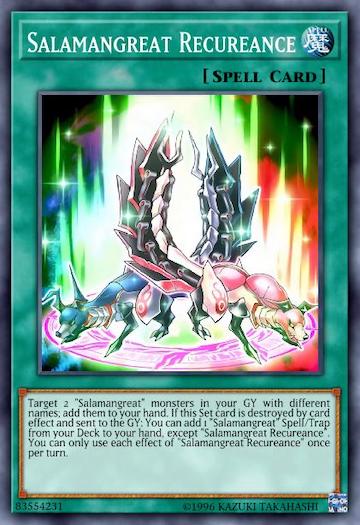 Salamangreat Recureance
魔
[Spell Card]
Target 2 "Salamangreat" monsters in your GY with different
names; add them to your hand. If this Set card is destroyed by card
effect and sent to the GY: You can add 1 "Salamangreat" Spell/Trap
from your Deck to your hand, except "Salamangreat Recureance".
You can only use each effect of "Salamangreat Recureance" once
per turn.
83554231
©1996 KAZUKI TAKAHASHI